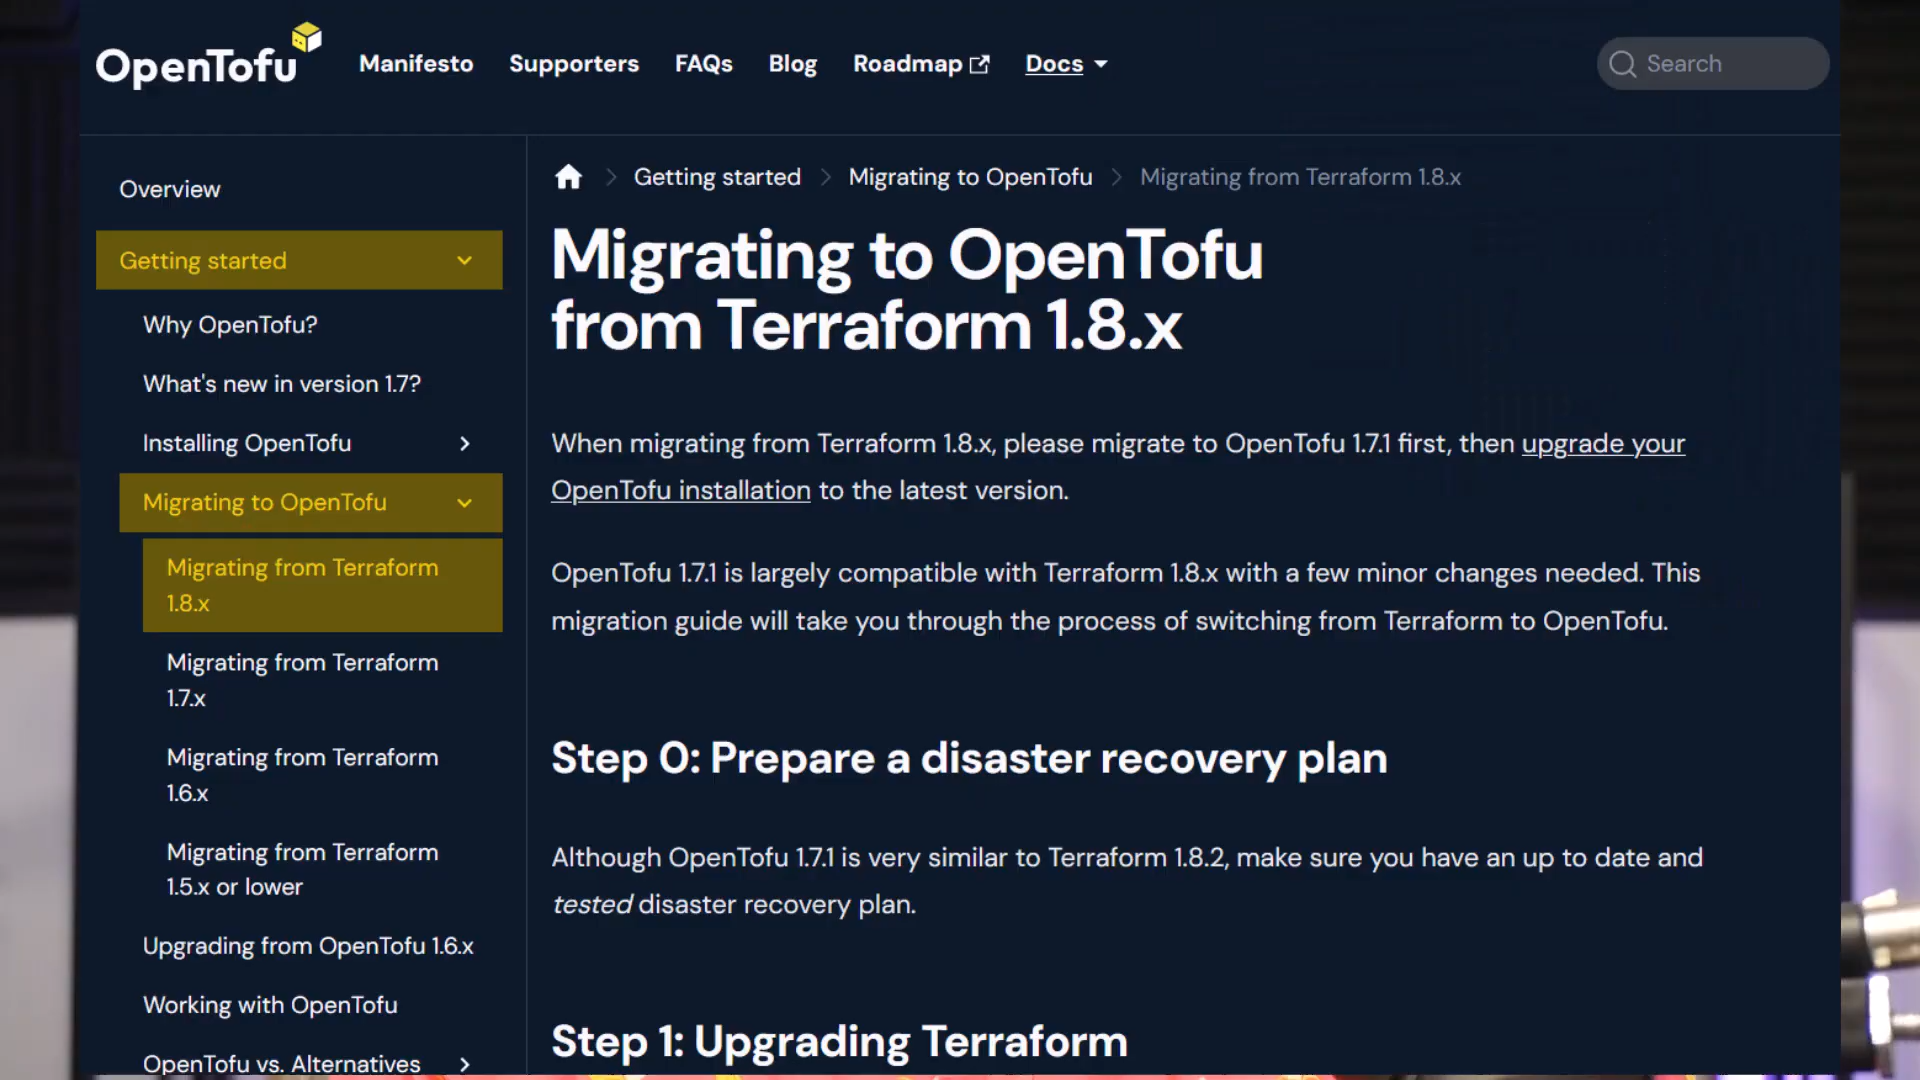 OpenTofu
Manifesto
Supporters
FAQs
Blog
Roadmap
Docs
Search
Overview
Getting started
Why OpenTofu?
What's new in version 1.7?
Installing OpenTofu
Migrating to OpenTofu
Migrating from Terraform
1.8.x
Migrating from Terraform
1.7.x
Migrating from Terraform
1.6.x
Migrating from Terraform
1.5.x or lower
Upgrading from OpenTofu 1.6.x
Working with OpenTofu
OpenTofu vs. Alternatives
Getting started
Migrating to OpenTofu
Migrating from Terraform 1.8.x
Migrating to OpenTofu
from Terraform 1.8.x
When migrating from Terraform 1.8.x, please migrate to OpenTofu 1.7.1 first, then upgrade your
OpenTofu installation to the latest version.
OpenTofu 1.7.1 is largely compatible with Terraform 1.8.x with a few minor changes needed. This
migration guide will take you through the process of switching from Terraform to OpenTofu.
Step 0: Prepare a disaster recovery plan
Although OpenTofu 1.7.1 is very similar to Terraform 1.8.2, make sure you have an up to date and
tested disaster recovery plan.
Step 1: Upgrading Terraform